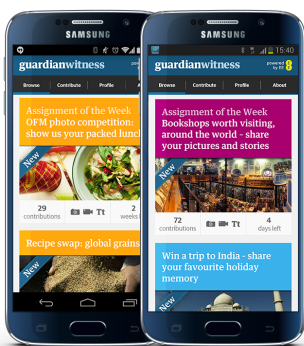 SAMSUNG
guardianwitness
Browse
Contribute
Profile
Assignment of the Week
OFM photo competition:
show us your packed lunch
New
29
contributions
Tt
2
weeks
Recipe swap: global grains
New
SAMSUNG
15:40
guardianwitness
powered
by EE
Browse
Contribute
Profile
About
Assignment of the Week
Bookshops worth visiting,
around the world - share
your pictures and stories
New
72
contributions
Tt
4
days left
Win a trip to India - share
your favourite holiday
memory
New